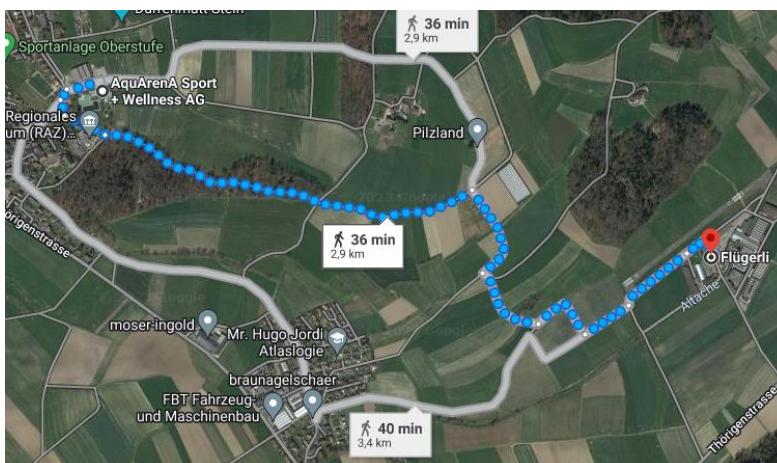 Dürrenmatt Stein
36 min
2,9 km
Sportanlage Oberstufe
AquArenA Sport
+ Wellness AG
Regionales
um (RAZ)...
Pilzland
36 min
2,9 km
Flügerli
Altache
moser-ingold
Mr. Hugo Jordi
Atlaslogie
braunagelschaer
FBT Fahrzeug-
und Maschinenbau
40 min
3,4 km
Thörigenstrasse